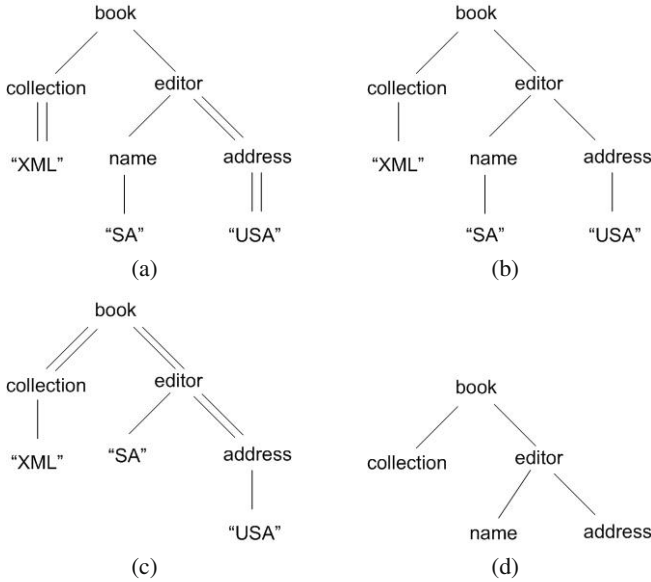 book
collection
editor
“XML”
name
address
“SA”
“USA”
(a)
book
collection
editor
“XML”
name
address
“SA”
“USA”
(b)
book
collection
editor
“XML”
“SA”
address
“USA”
(c)
book
collection
editor
name
address
(d)